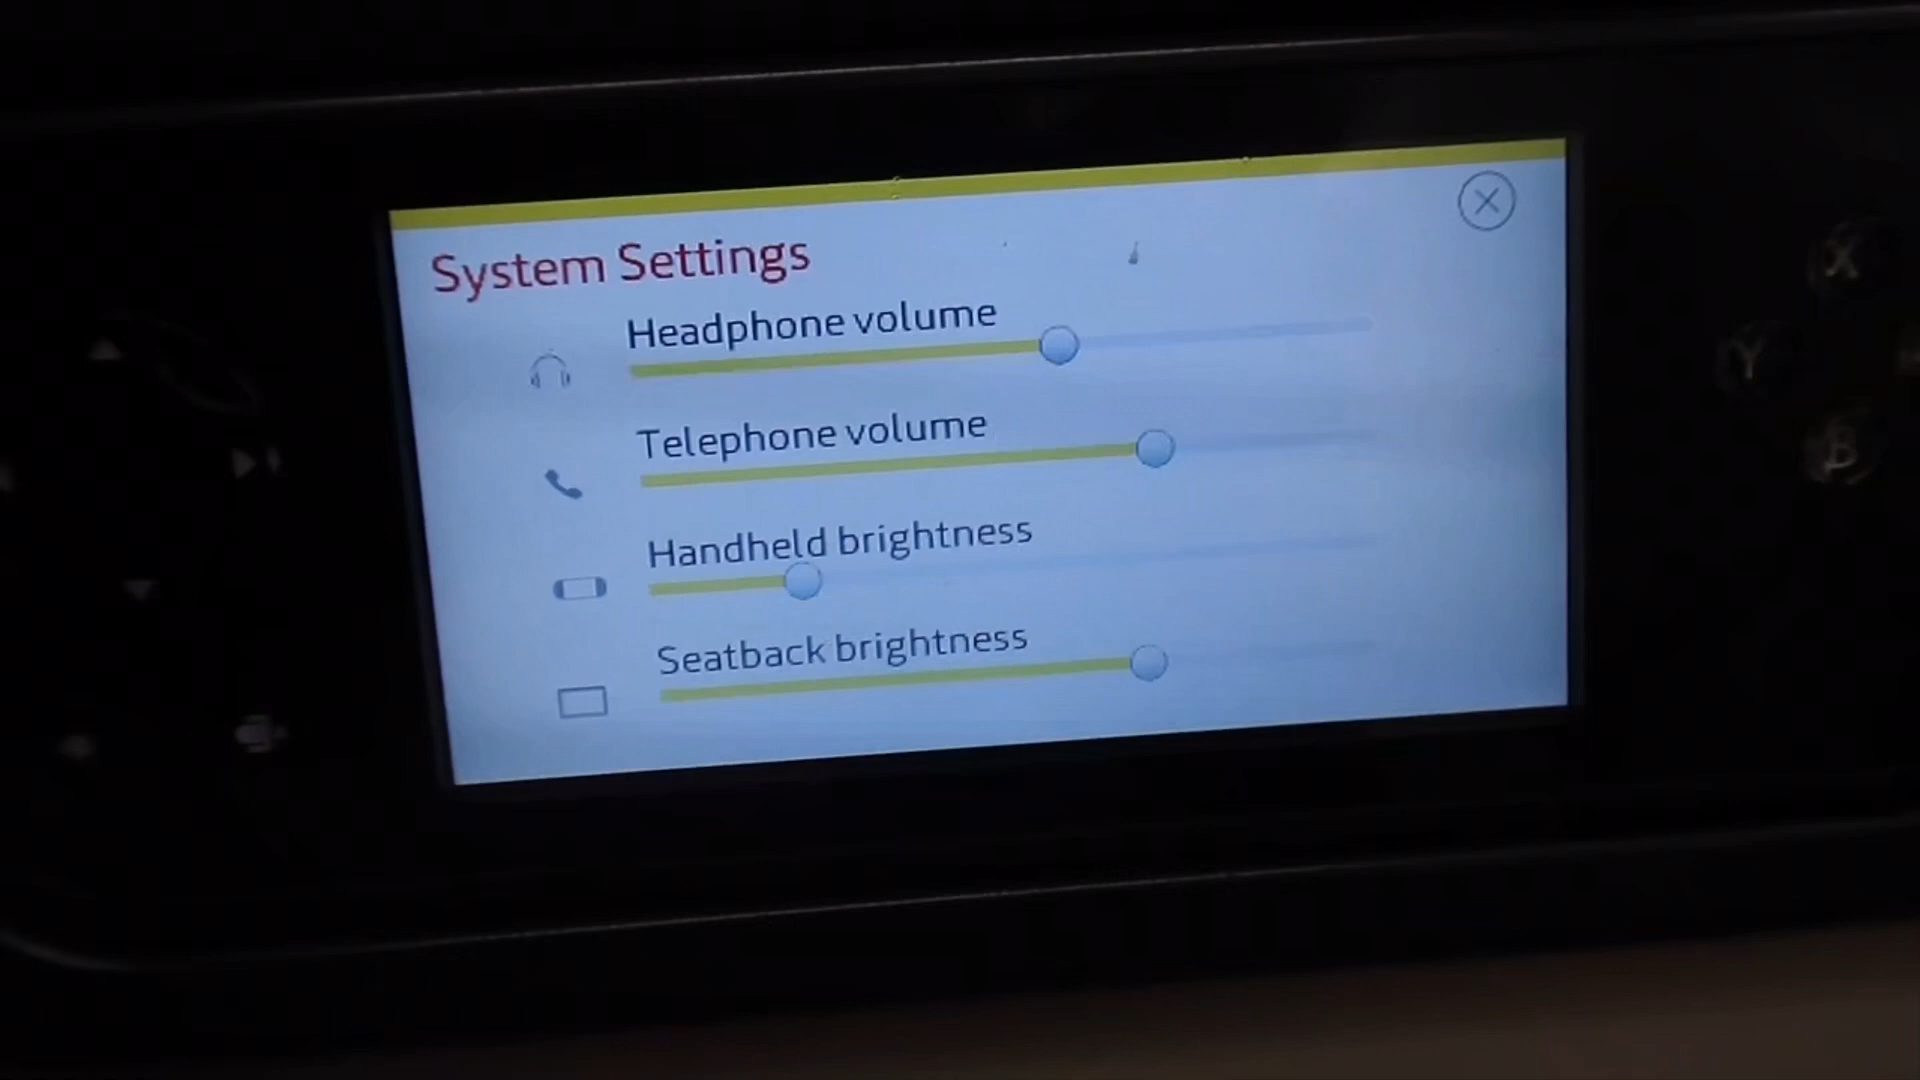 System Settings
Headphone volume
Telephone volume
Handheld brightness
Seatback brightness
X
Y
B